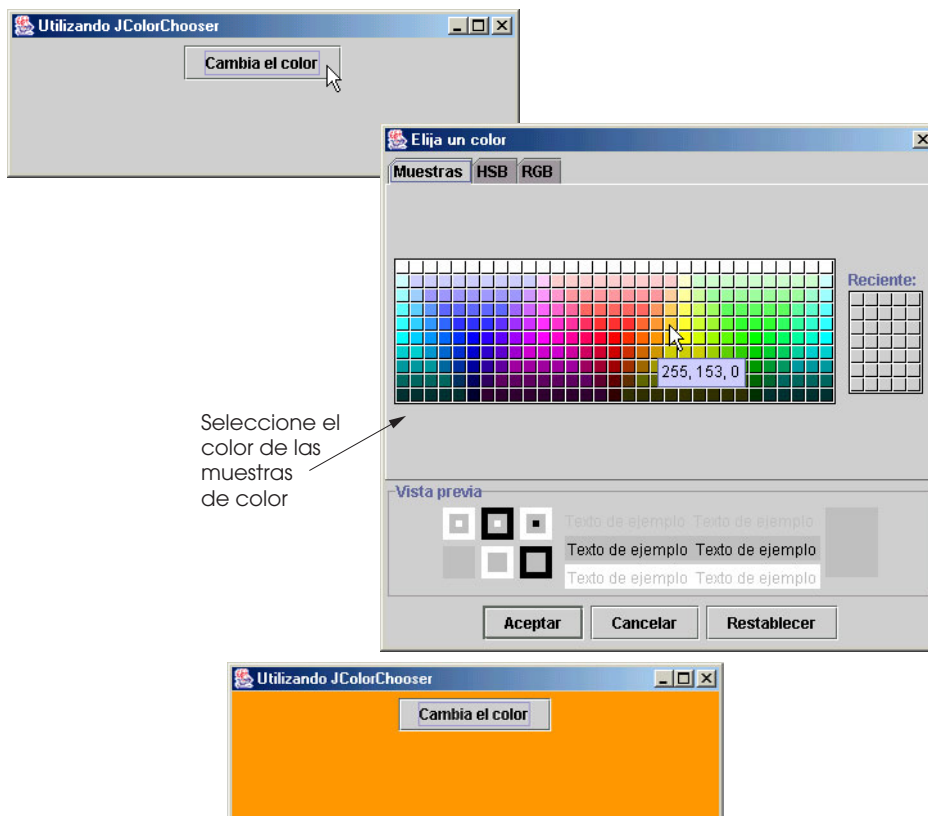 Utilizando JColorChooser
Cambia el color
Elija un color
Muestras HSB RGB
Reciente:
255, 153, 0
Seleccione el
color de las
muestras
de color
Vista previa
Texto de ejemplo Texto de ejemplo
Texto de ejemplo Texto de ejemplo
Texto de ejemplo Texto de ejemplo
Aceptar Cancelar Restablecer
Utilizando JColorChooser
Cambia el color